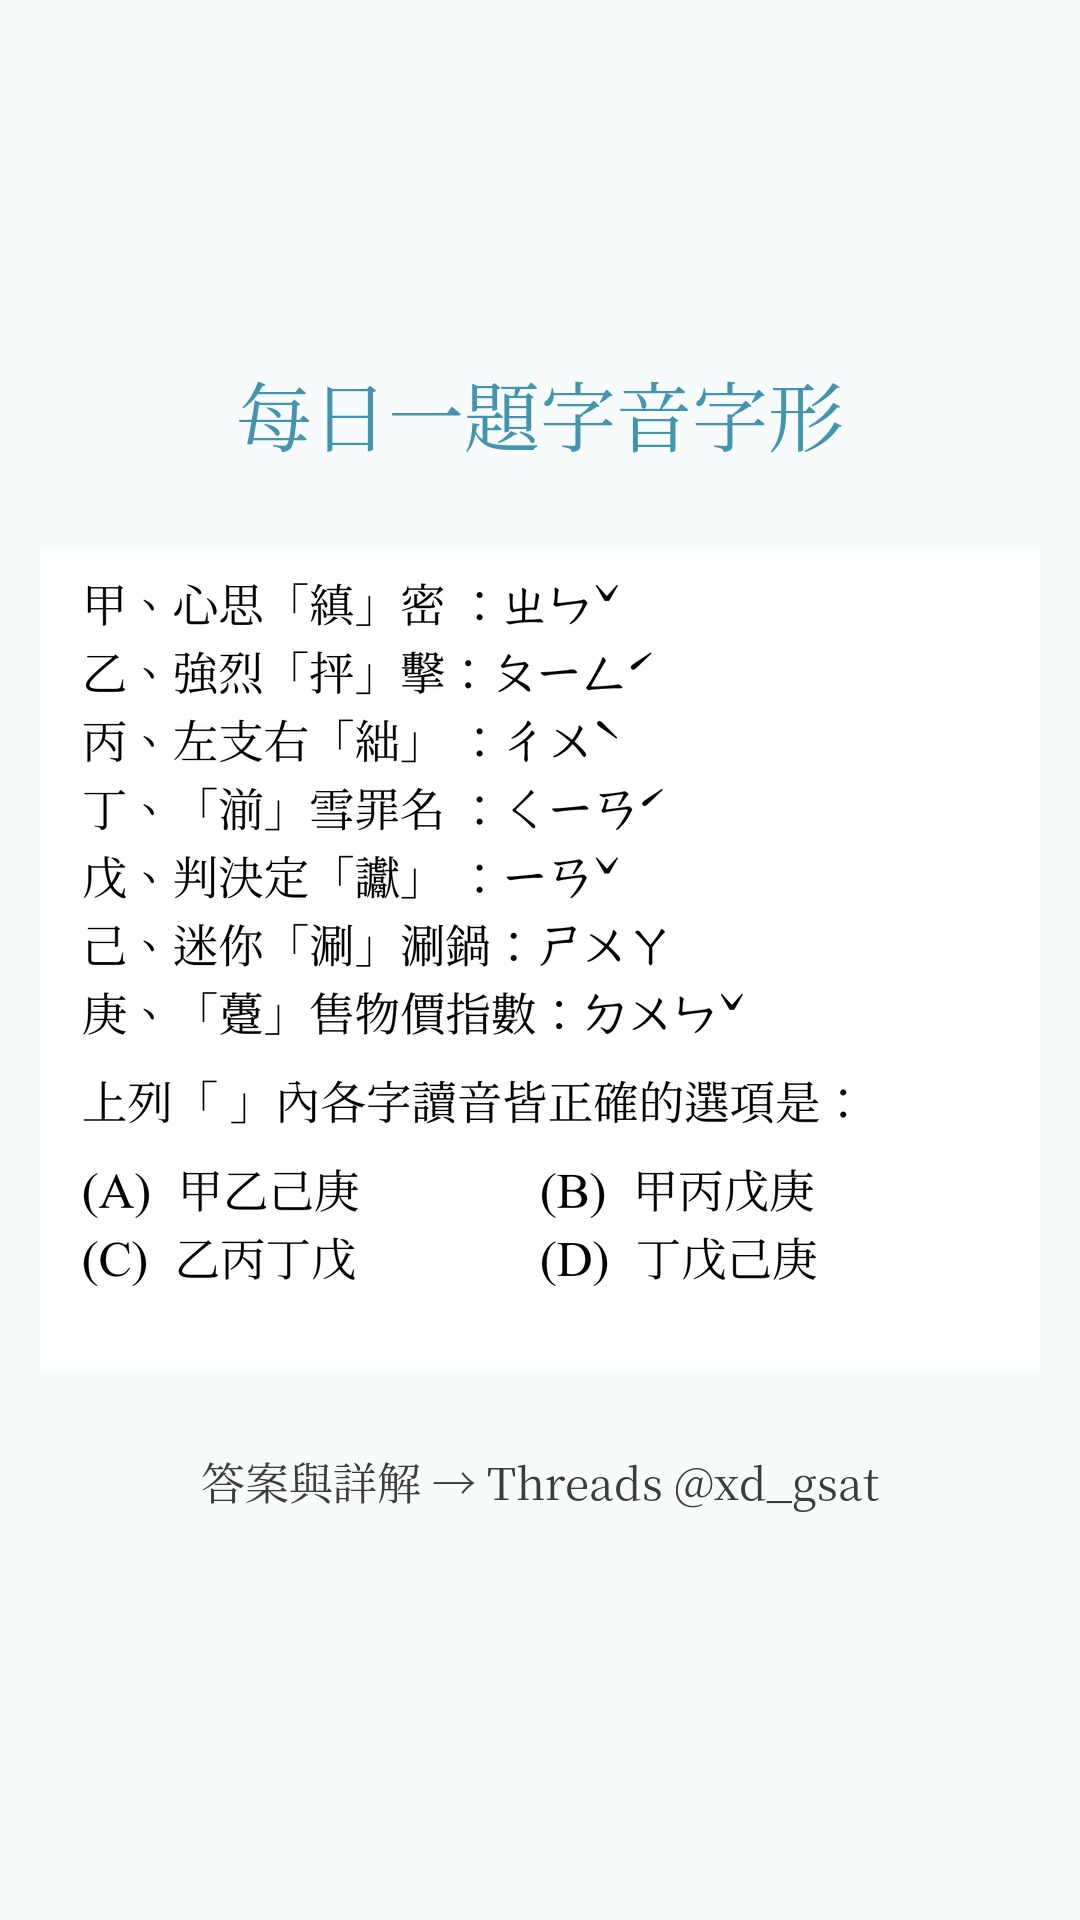 每日一題字音字形
甲、心思「縝」密 ：ㄓㄣˇ
乙、強烈「抨」擊：ㄆㄧㄥˊ
丙、左支右「絀」 ：ㄔㄨˋ
丁、「湔」雪罪名 ：ㄑㄧㄢˊ
戊、判決定「讞」 ：ㄧㄢˇ
己、迷你「涮」涮鍋：ㄕㄨㄚ
庚、「躉」售物價指數：ㄉㄨㄣˇ
上列「 」內各字讀音皆正確的選項是：
(A) 甲乙己庚 (B) 甲丙戊庚
(C) 乙丙丁戊 (D) 丁戊己庚
答案與詳解 → Threads @xd_gsat